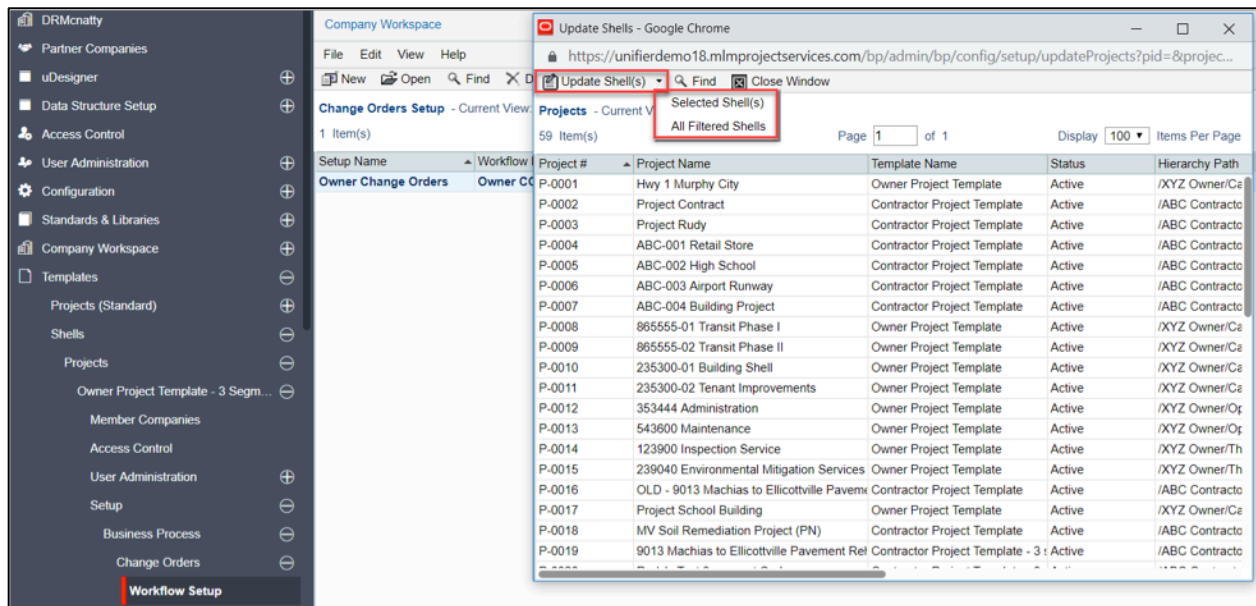 DRMcnatty
Partner Companies
uDesigner
Data Structure Setup
Access Control
User Administration
Configuration
Standards & Libraries
Company Workspace
Templates
Projects (Standard)
Shells
Projects
Owner Project Template - 3 Segm...
Member Companies
Access Control
User Administration
Setup
Business Process
Change Orders
Workflow Setup
Company Workspace
File Edit View Help
New Open Find D
Change Orders Setup - Current View:
1 Item(s)
Setup Name Workflow
Owner Change Orders Owner CO
Update Shells - Google Chrome
https://unifierdemo18.mlmprojectservices.com/bp/admin/bp/config/setup/updateProjects?pid=&projec...
Update Shell(s) Find Close Window
Selected Shell(s)
All Filtered Shells
Projects - Current V
59 Item(s) Page 1 of 1 Display 100 Items Per Page
Project # Project Name Template Name Status Hierarchy Path
P-0001 Hwy 1 Murphy City Owner Project Template Active /XYZ Owner/Ca
P-0002 Project Contract Contractor Project Template Active /ABC Contracto
P-0003 Project Rudy Contractor Project Template Active /ABC Contracto
P-0004 ABC-001 Retail Store Contractor Project Template Active /ABC Contracto
P-0005 ABC-002 High School Contractor Project Template Active /ABC Contracto
P-0006 ABC-003 Airport Runway Contractor Project Template Active /ABC Contracto
P-0007 ABC-004 Building Project Contractor Project Template Active /ABC Contracto
P-0008 865555-01 Transit Phase I Owner Project Template Active /XYZ Owner/Ca
P-0009 865555-02 Transit Phase II Owner Project Template Active /XYZ Owner/Ca
P-0010 235300-01 Building Shell Owner Project Template Active /XYZ Owner/Ca
P-0011 235300-02 Tenant Improvements Owner Project Template Active /XYZ Owner/Ca
P-0012 353444 Administration Owner Project Template Active /XYZ Owner/Op
P-0013 543600 Maintenance Owner Project Template Active /XYZ Owner/Op
P-0014 123900 Inspection Service Owner Project Template Active /XYZ Owner/Th
P-0015 239040 Environmental Mitigation Services Owner Project Template Active /XYZ Owner/Th
P-0016 OLD - 9013 Machias to Ellicottville Paveme Contractor Project Template Active /ABC Contracto
P-0017 Project School Building Owner Project Template Active /XYZ Owner/Ca
P-0018 MV Soil Remediation Project (PN) Contractor Project Template Active /ABC Contracto
P-0019 9013 Machias to Ellicottville Pavement Reh Contractor Project Template - 3 s Active /ABC Contracto